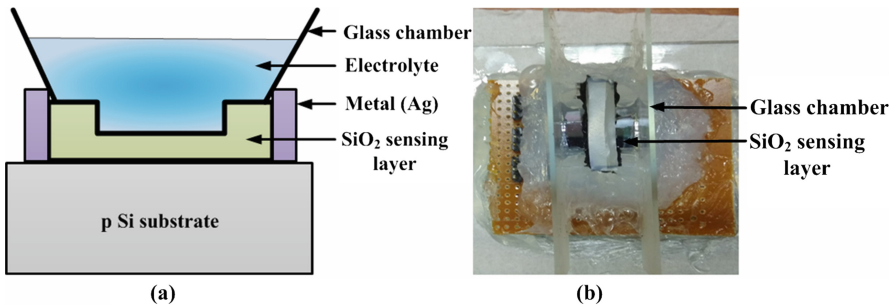 (a)
Glass chamber
Electrolyte
Metal (Ag)
SiO₂ sensing
layer
p Si substrate
Glass chamber
SiO₂ sensing
layer
(b)